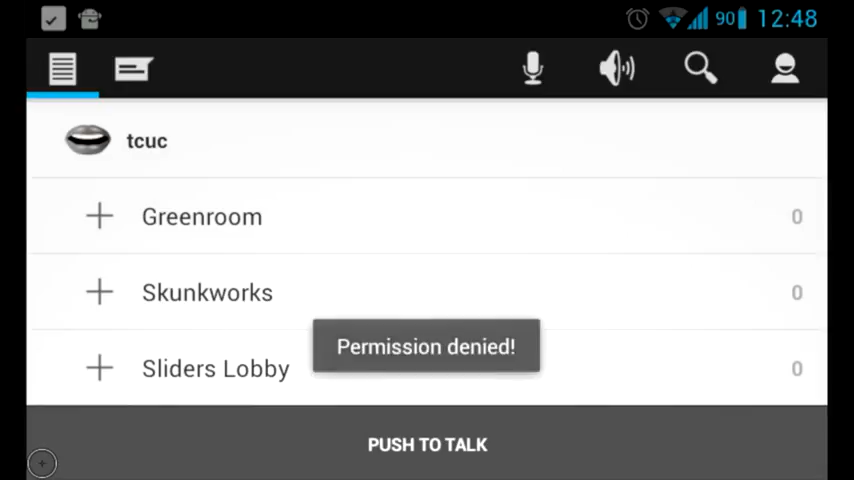 90 12:48
tcuc
Greenroom 0
Skunkworks 0
Permission denied!
Sliders Lobby 0
PUSH TO TALK